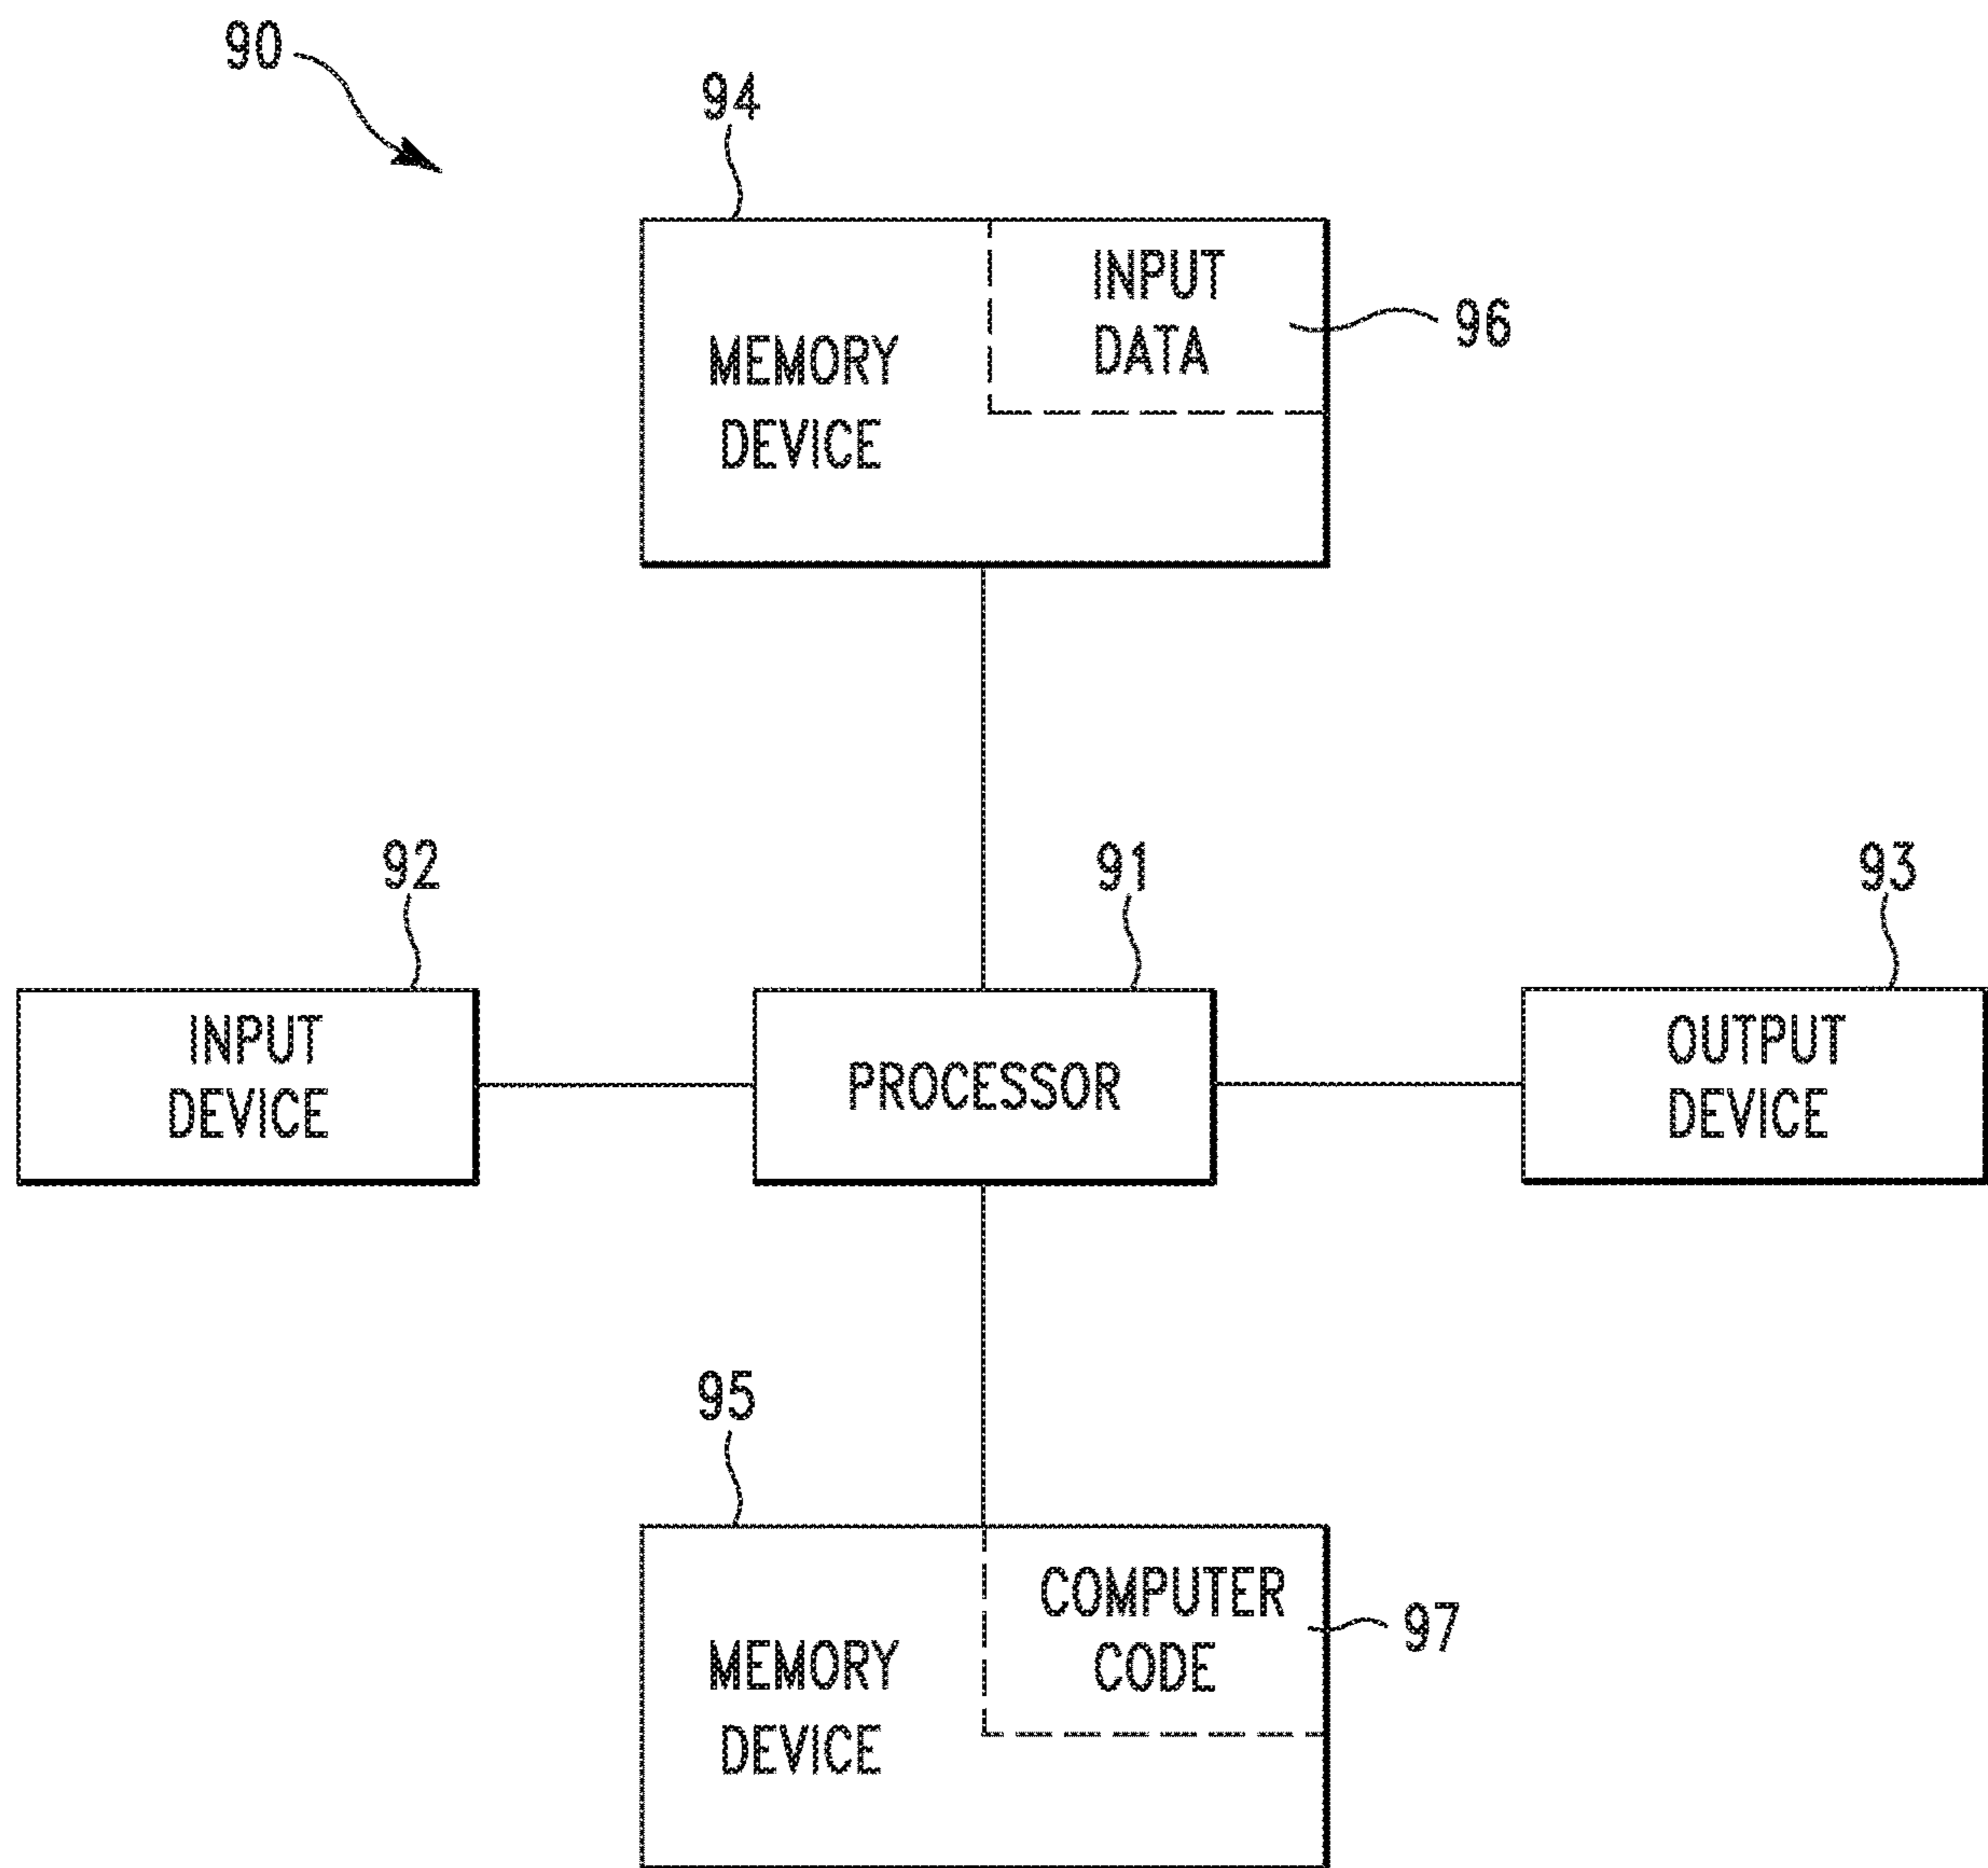 90
94
INPUT
DATA
96
MEMORY
DEVICE
92
91
93
INPUT
DEVICE
PROCESSOR
OUTPUT
DEVICE
95
COMPUTER
CODE
97
MEMORY
DEVICE